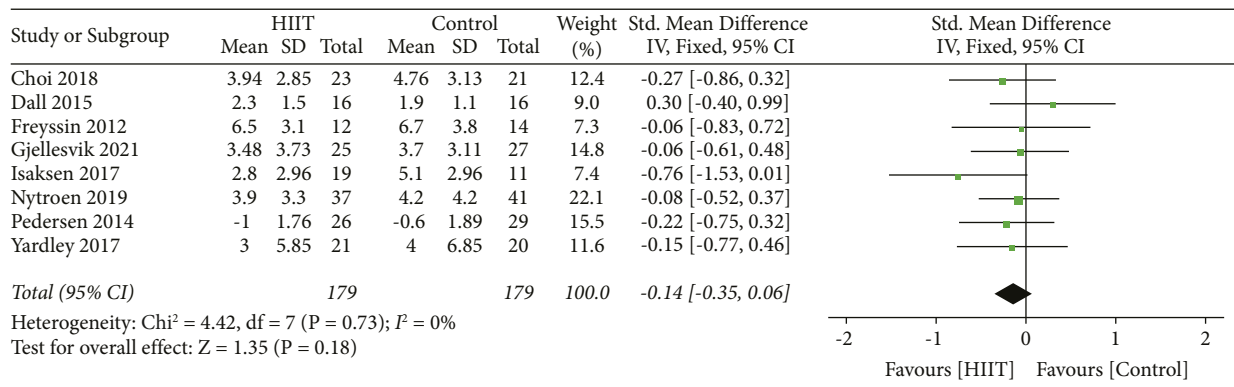 Study or Subgroup HIIT Control Weight (%) Std. Mean Difference IV, Fixed, 95% CI Std. Mean Difference IV, Fixed, 95% CI
Mean SD Total Mean SD Total
Choi 2018 3.94 2.85 23 4.76 3.13 21 12.4 -0.27 [-0.86, 0.32]
Dall 2015 2.3 1.5 16 1.9 1.1 16 9.0 0.30 [-0.40, 0.99]
Freyssin 2012 6.5 3.1 12 6.7 3.8 14 7.3 -0.06 [-0.83, 0.72]
Gjellesvik 2021 3.48 3.73 25 3.7 3.11 27 14.8 -0.06 [-0.61, 0.48]
Isaksen 2017 2.8 2.96 19 5.1 2.96 11 7.4 -0.76 [-1.53, 0.01]
Nytroen 2019 3.9 3.3 37 4.2 4.2 41 22.1 -0.08 [-0.52, 0.37]
Pedersen 2014 -1 1.76 26 -0.6 1.89 29 15.5 -0.22 [-0.75, 0.32]
Yardley 2017 3 5.85 21 4 6.85 20 11.6 -0.15 [-0.77, 0.46]
Total (95% CI) 179 179 100.0 -0.14 [-0.35, 0.06]
Heterogeneity: Chi² = 4.42, df = 7 (P = 0.73); I² = 0%
Test for overall effect: Z = 1.35 (P = 0.18)
-2 -1 0 1 2
Favours [HIIT] Favours [Control]